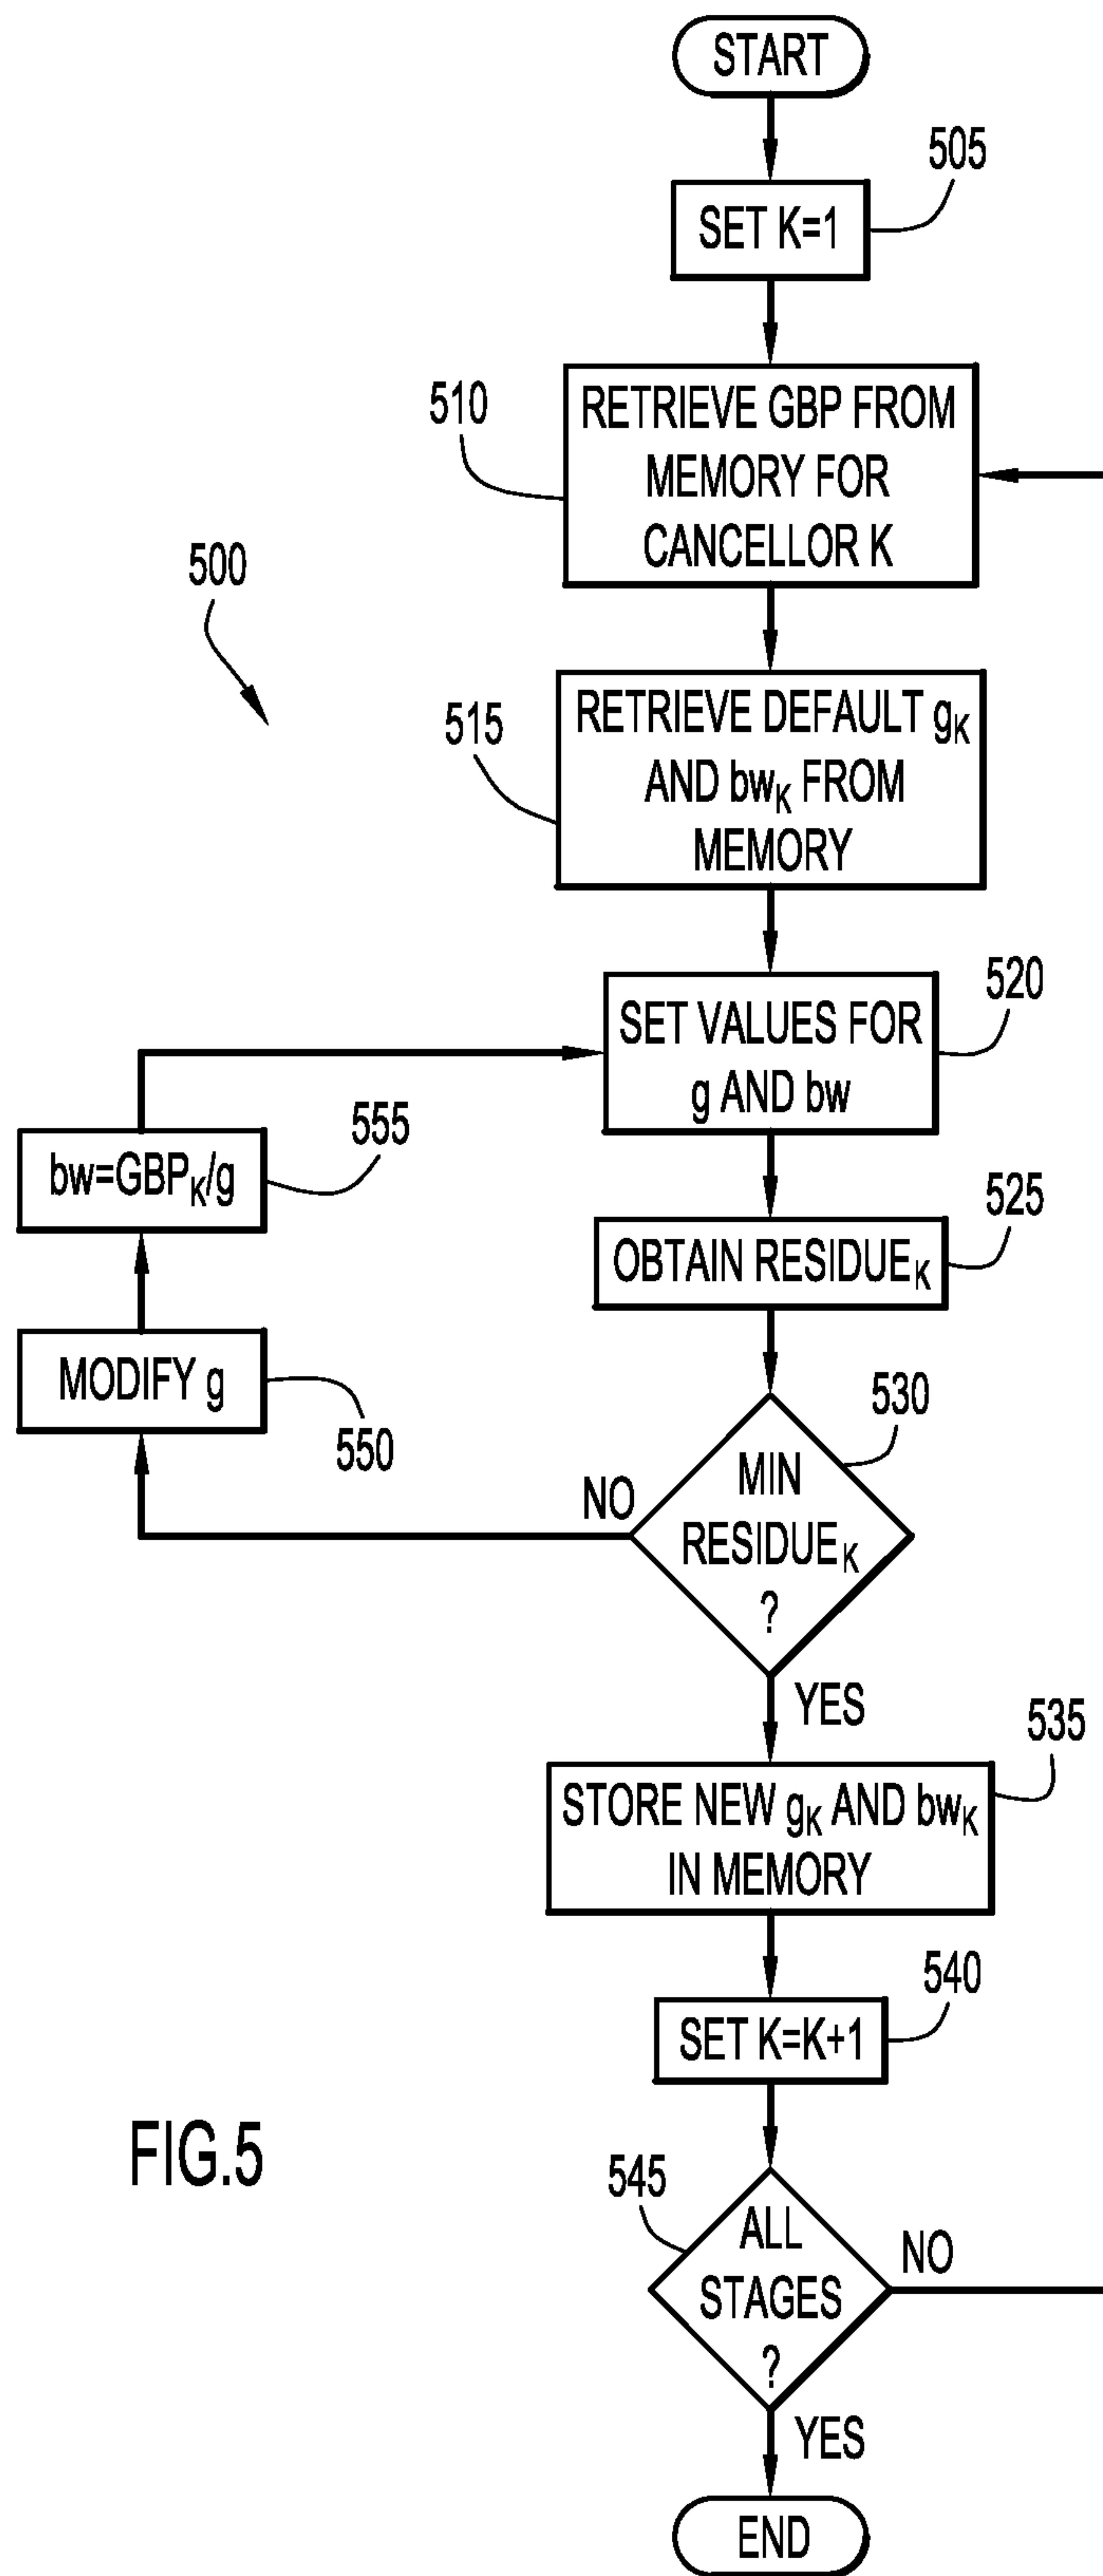 START
505
SET K=1
510
RETRIEVE GBP FROM
MEMORY FOR
CANCELLOR K
500
515
RETRIEVE DEFAULT gK
AND bwK FROM
MEMORY
520
SET VALUES FOR
g AND bw
555
bw=GBPK/g
525
OBTAIN RESIDUEK
MODIFY g
550
530
MIN
RESIDUEK
?
NO
YES
535
STORE NEW gK AND bwK
IN MEMORY
540
SET K=K+1
FIG.5
545
ALL
STAGES
?
NO
YES
END